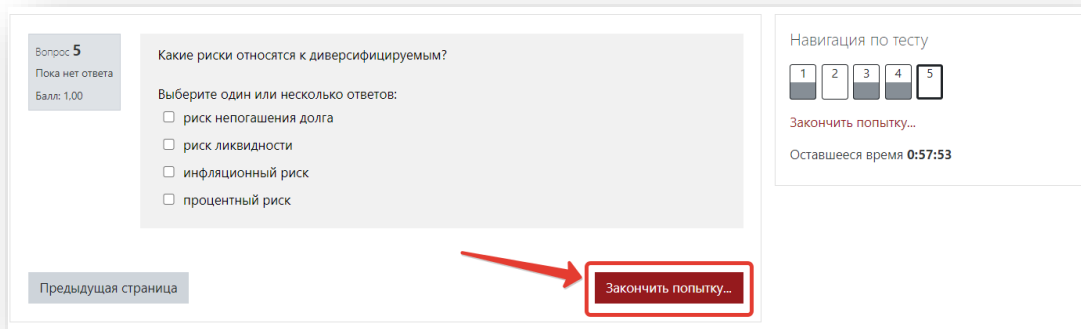 Вопрос 5
Пока нет ответа
Балл: 1,00
Какие риски относятся к диверсифицируемым?
Выберите один или несколько ответов:
риск непогашения долга
риск ликвидности
инфляционный риск
процентный риск
Предыдущая страница
Закончить попытку...
Навигация по тесту
1 2 3 4 5
Закончить попытку...
Оставшееся время 0:57:53